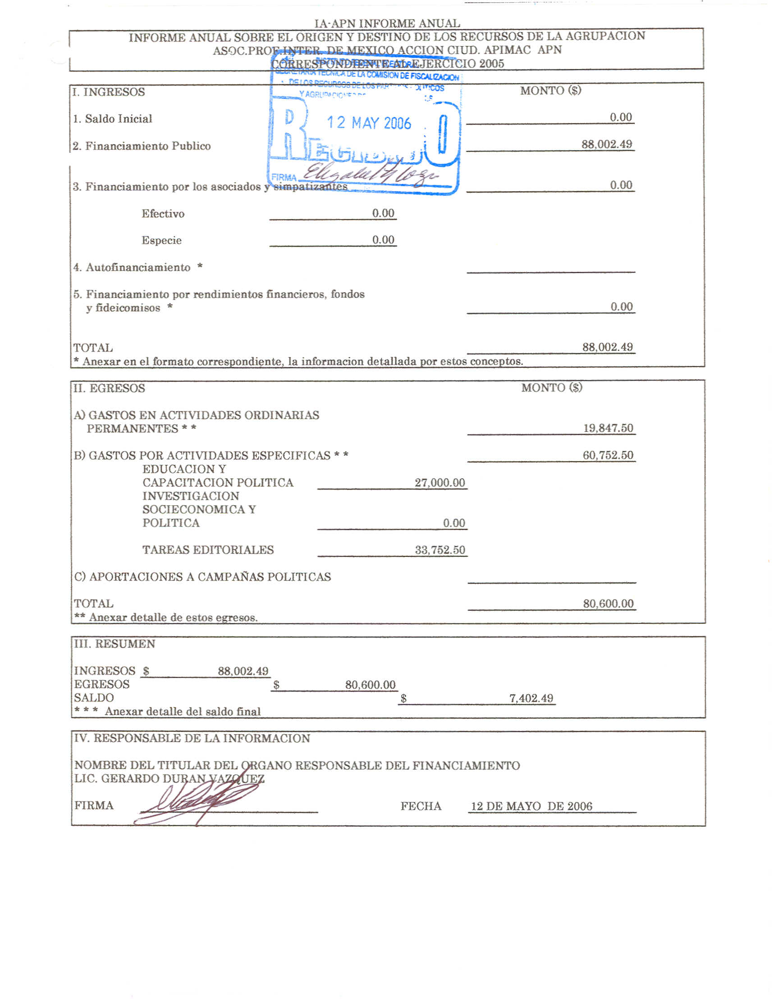 IA-APN INFORME ANUAL
INFORME ANUAL SOBRE EL ORIGEN Y DESTINO DE LOS RECURSOS DE LA AGRUPACION
ASOC.PROF.INTER. DE MEXICO ACCION CIUD. APIMAC APN
CORRESPONDIENTE AL EJERCICIO 2005
SECRETARIA TECNICA DE LA COMISION DE FISCALIZACION
DE LOS RECURSOS DE LOS
Y
RECIBIDO
12 MAY 2006
FIRMA
I. INGRESOS MONTO ($)
1. Saldo Inicial 0.00
2. Financiamiento Publico 88,002.49
3. Financiamiento por los asociados y simpatizantes 0.00
Efectivo 0.00
Especie 0.00
4. Autofinanciamiento *
5. Financiamiento por rendimientos financieros, fondos
y fideicomisos * 0.00
TOTAL 88,002.49
* Anexar en el formato correspondiente, la informacion detallada por estos conceptos.
II. EGRESOS MONTO ($)
A) GASTOS EN ACTIVIDADES ORDINARIAS
PERMANENTES * * 19,847.50
B) GASTOS POR ACTIVIDADES ESPECIFICAS * * 60,752.50
EDUCACION Y
CAPACITACION POLITICA 27,000.00
INVESTIGACION
SOCIECONOMICA Y
POLITICA 0.00
TAREAS EDITORIALES 33,752.50
C) APORTACIONES A CAMPAÑAS POLITICAS
TOTAL 80,600.00
** Anexar detalle de estos egresos.
III. RESUMEN
INGRESOS $ 88,002.49
EGRESOS $ 80,600.00
SALDO $ 7,402.49
* * * Anexar detalle del saldo final
IV. RESPONSABLE DE LA INFORMACION
NOMBRE DEL TITULAR DEL ORGANO RESPONSABLE DEL FINANCIAMIENTO
LIC. GERARDO DURAN VAZQUEZ
FIRMA FECHA 12 DE MAYO DE 2006